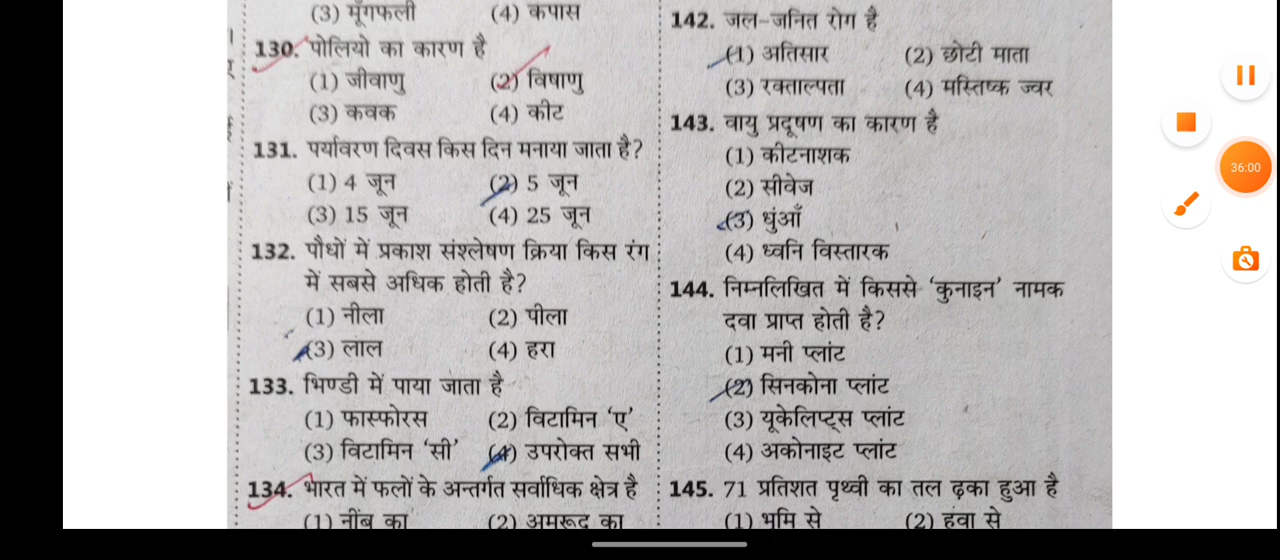 (3) मूँगफली (4) कपास
130. पोलियो का कारण है
(1) जीवाणु (2) विषाणु
(3) कवक (4) कीट
131. पर्यावरण दिवस किस दिन मनाया जाता है?
(1) 4 जून (2) 5 जून
(3) 15 जून (4) 25 जून
132. पौधों में प्रकाश संश्लेषण क्रिया किस रंग
में सबसे अधिक होती है?
(1) नीला (2) पीला
(3) लाल (4) हरा
133. भिण्डी में पाया जाता है
(1) फास्फोरस (2) विटामिन ‘ए’
(3) विटामिन ‘सी’ (4) उपरोक्त सभी
134. भारत में फलों के अन्तर्गत सर्वाधिक क्षेत्र है
(1) नींबू का (2) अमरूद का
142. जल-जनित रोग है
(1) अतिसार (2) छोटी माता
(3) रक्ताल्पता (4) मस्तिष्क ज्वर
143. वायु प्रदूषण का कारण है
(1) कीटनाशक
(2) सीवेज
(3) धुंआँ
(4) ध्वनि विस्तारक
144. निम्नलिखित में किससे ‘कुनाइन’ नामक
दवा प्राप्त होती है?
(1) मनी प्लांट
(2) सिनकोना प्लांट
(3) यूकेलिप्ट्स प्लांट
(4) अकोनाइट प्लांट
145. 71 प्रतिशत पृथ्वी का तल ढ़का हुआ है
(1) भूमि से (2) हवा से
36:00